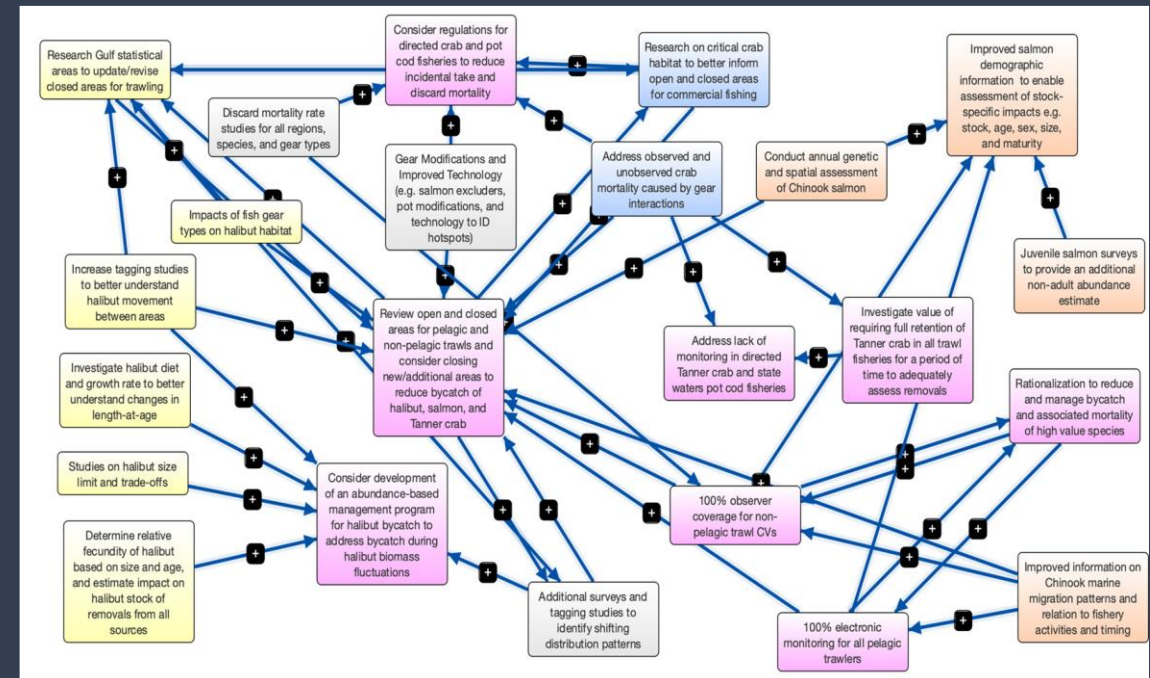 Research Gulf statistical
areas to update/revise
closed areas for trawling
Consider regulations for
directed crab and pot
cod fisheries to reduce
incidental take and
discard mortality
Research on critical crab
habitat to better inform
open and closed areas
for commercial fishing
Improved salmon
demographic
information to enable
assessment of stock-
specific impacts e.g.
stock, age, sex, size,
and maturity
Discard mortality rate
studies for all regions,
species, and gear types
Gear Modifications and
Improved Technology
(e.g. salmon excluders,
pot modifications, and
technology to ID
hotspots)
Address observed and
unobserved crab
mortality caused by gear
interactions
Conduct annual genetic
and spatial assessment
of Chinook salmon
Impacts of fish gear
types on halibut habitat
Juvenile salmon surveys
to provide an additional
non-adult abundance
estimate
Increase tagging studies
to better understand
halibut movement
between areas
Review open and closed
areas for pelagic and
non-pelagic trawls and
consider closing
new/additional areas to
reduce bycatch of
halibut, salmon, and
Tanner crab
Address lack of
monitoring in directed
Tanner crab and state
waters pot cod fisheries
Investigate value of
requiring full retention of
Tanner crab in all trawl
fisheries for a period of
time to adequately
assess removals
Investigate halibut diet
and growth rate to better
understand changes in
length-at-age
Rationalization to reduce
and manage bycatch
and associated mortality
of high value species
Studies on halibut size
limit and trade-offs
Consider development
of an abundance-based
management program
for halibut bycatch to
address bycatch during
halibut biomass
fluctuations
100% observer
coverage for non-
pelagic trawl CVs
Determine relative
fecundity of halibut
based on size and age,
and estimate impact on
halibut stock of
removals from all
sources
Additional surveys and
tagging studies to
identify shifting
distribution patterns
100% electronic
monitoring for all pelagic
trawlers
Improved information on
Chinook marine
migration patterns and
relation to fishery
activities and timing